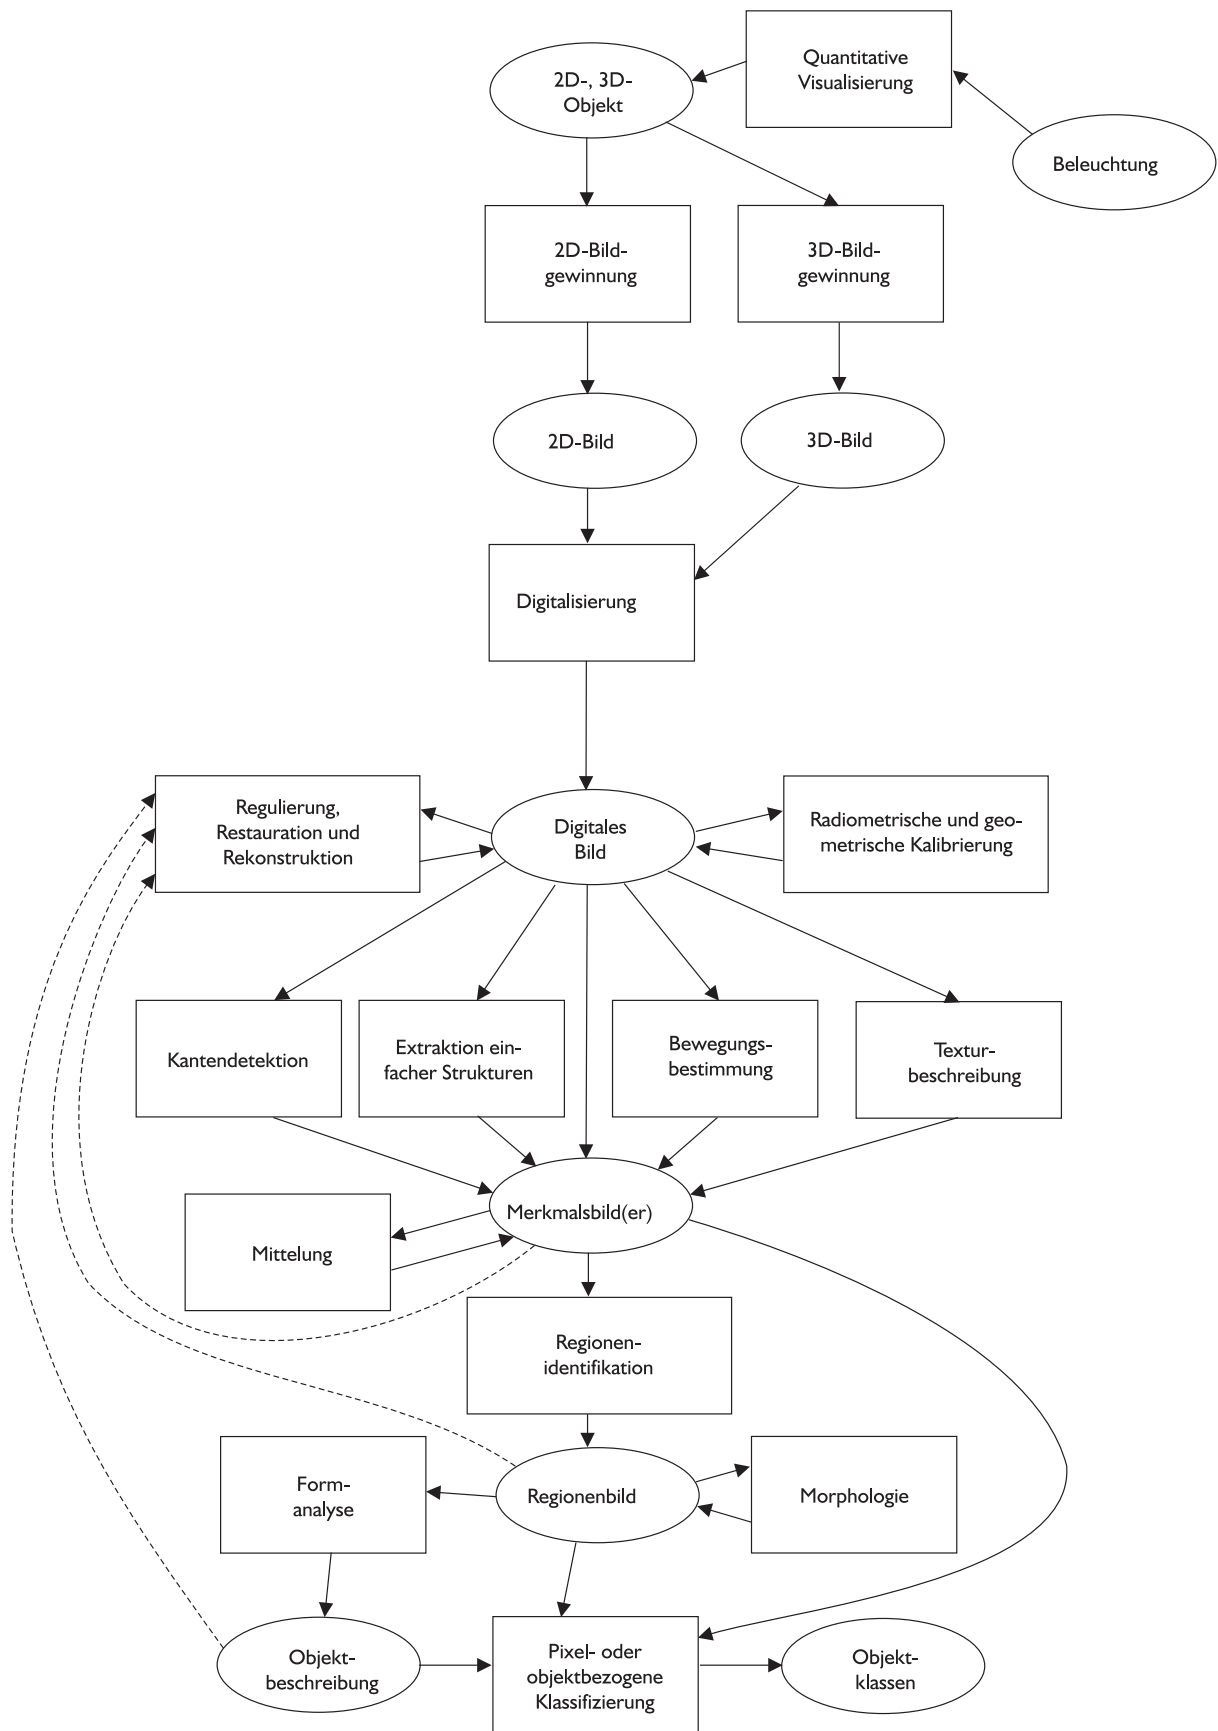 Quantitative
Visualisierung
2D-, 3D-
Objekt
Beleuchtung
2D-Bild-
gewinnung
3D-Bild-
gewinnung
2D-Bild
3D-Bild
Digitalisierung
Regulierung,
Restauration und
Rekonstruktion
Digitales
Bild
Radiometrische und geo-
metrische Kalibrierung
Kantendetektion
Extraktion ein-
facher Strukturen
Bewegungs-
bestimmung
Textur-
beschreibung
Merkmalsbild(er)
Mittelung
Regionen-
identifikation
Form-
analyse
Regionenbild
Morphologie
Objekt-
beschreibung
Pixel- oder
objektbezogene
Klassifizierung
Objekt-
klassen